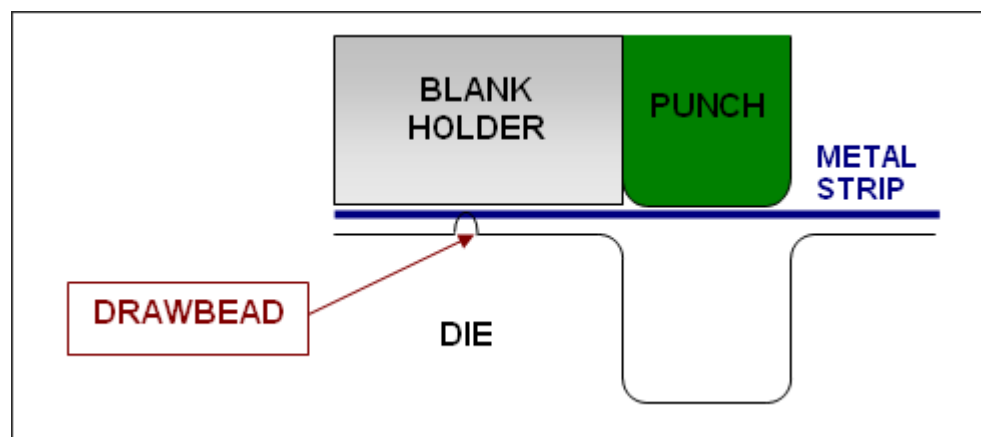 BLANK
HOLDER
PUNCH
METAL
STRIP
DRAWBEAD
DIE